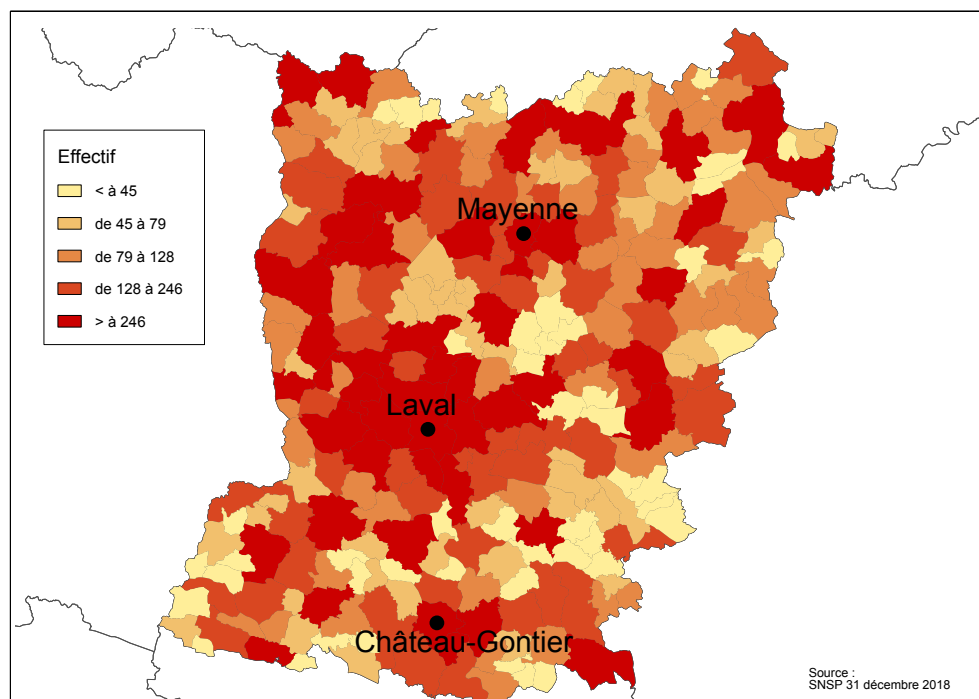 Effectif
< à 45
de 45 à 79
de 79 à 128
de 128 à 246
> à 246
Mayenne
Laval
Château-Gontier
Source :
SNSP 31 décembre 2018